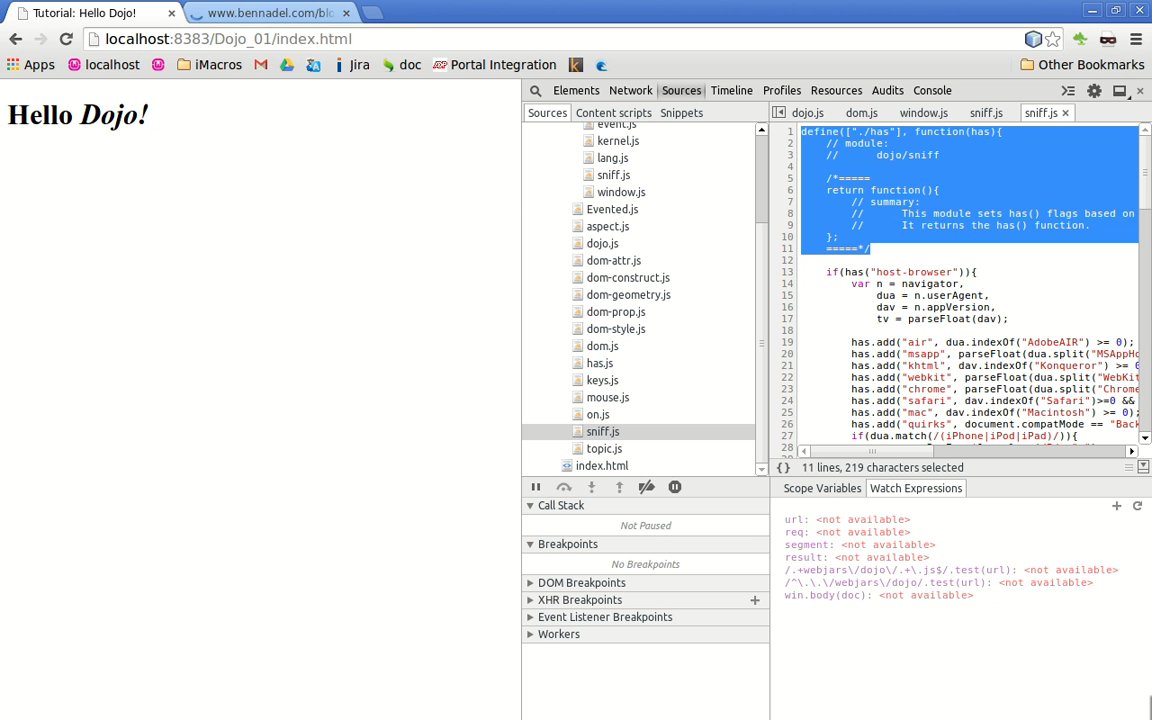 Tutorial: Hello Dojo!
www.bennadel.com/blo
localhost:8383/Dojo_01/index.html
Apps
localhost
iMacros
Jira
doc
Portal Integration
Other Bookmarks
Hello Dojo!
Elements
Network
Sources
Timeline
Profiles
Resources
Audits
Console
Sources
Content scripts
Snippets
dojo.js
dom.js
window.js
sniff.js
sniff.js
event.js
kernel.js
lang.js
sniff.js
window.js
Evented.js
aspect.js
dojo.js
dom-attr.js
dom-construct.js
dom-geometry.js
dom-prop.js
dom-style.js
dom.js
has.js
keys.js
mouse.js
on.js
sniff.js
topic.js
index.html
1 define(["./has"], function(has){
2 // module:
3 // dojo/sniff
4
5 /*=====
6 return function(){
7 // summary:
8 // This module sets has() flags based on
9 // It returns the has() function.
10 };
11 =====*/
12
13 if(has("host-browser")){
14 var n = navigator,
15 dua = n.userAgent,
16 dav = n.appVersion,
17 tv = parseFloat(dav);
18
19 has.add("air", dua.indexOf("AdobeAIR") >= 0);
20 has.add("msapp", parseFloat(dua.split("MSAppHo
21 has.add("khtml", dav.indexOf("Konqueror") >= 0
22 has.add("webkit", parseFloat(dua.split("WebKit
23 has.add("chrome", parseFloat(dua.split("Chrome
24 has.add("safari", dav.indexOf("Safari")>=0 &&
25 has.add("mac", dav.indexOf("Macintosh") >= 0);
26 has.add("quirks", document.compatMode == "Back
27 if(dua.match(/(iPhone|iPod|iPad)/)){
28
{} 11 lines, 219 characters selected
Call Stack
Not Paused
Breakpoints
No Breakpoints
DOM Breakpoints
XHR Breakpoints
Event Listener Breakpoints
Workers
Scope Variables
Watch Expressions
url: <not available>
req: <not available>
segment: <not available>
result: <not available>
/.+webjars\/dojo\/.+\.js$/.test(url): <not available>
/^\.\.\/webjars\/dojo/.test(url): <not available>
win.body(doc): <not available>